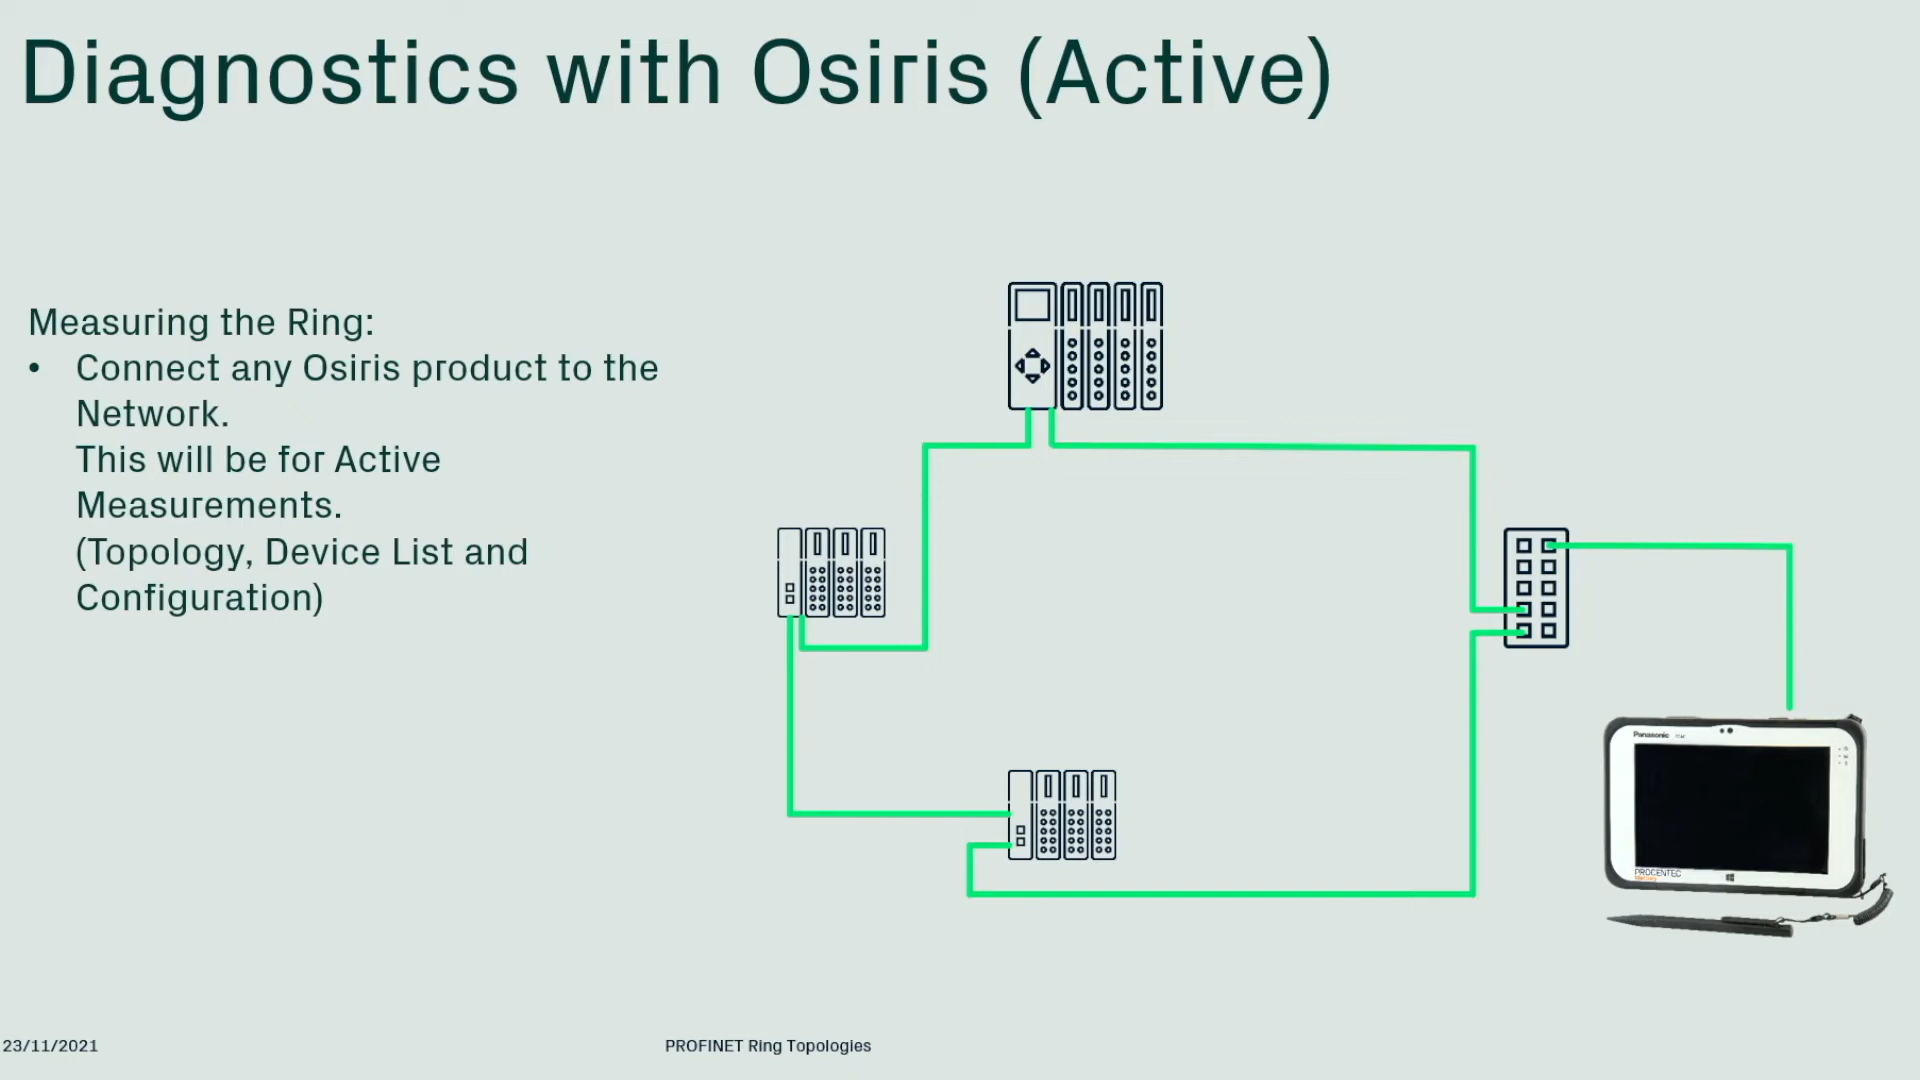 Diagnostics with Osiris (Active)
Measuring the Ring:
• Connect any Osiris product to the
Network.
This will be for Active
Measurements.
(Topology, Device List and
Configuration)
Panasonic
PROCENTEC
23/11/2021
PROFINET Ring Topologies